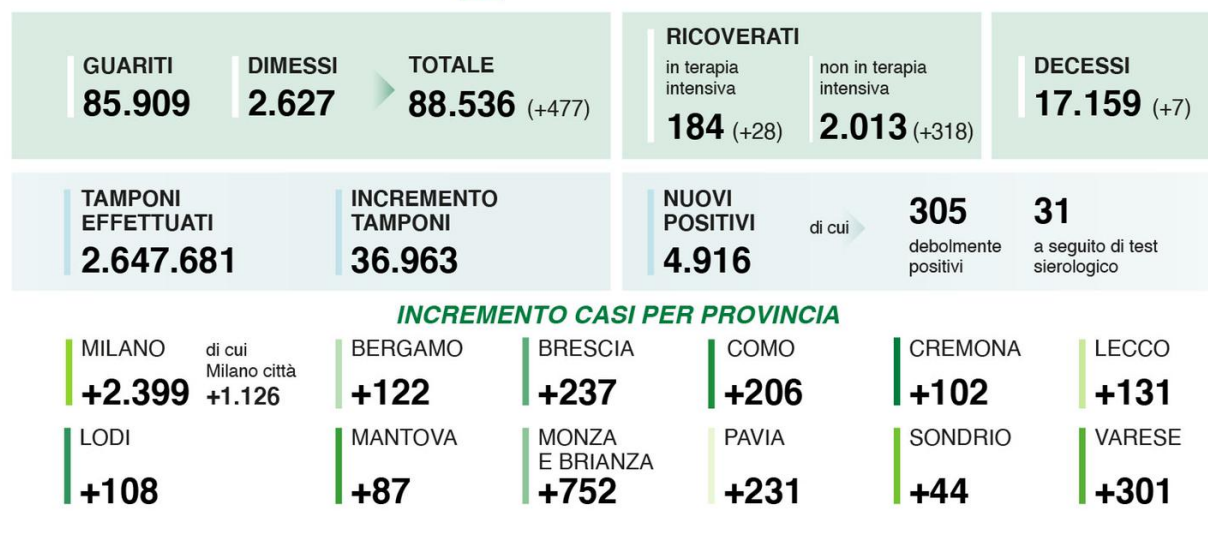 GUARITI
85.909
DIMESSI
2.627
TOTALE
88.536 (+477)
RICOVERATI
in terapia
intensiva
184 (+28)
non in terapia
intensiva
2.013 (+318)
DECESSI
17.159 (+7)
TAMPONI
EFFETTUATI
2.647.681
INCREMENTO
TAMPONI
36.963
NUOVI
POSITIVI
4.916
di cui
305
debolmente
positivi
31
a seguito di test
sierologico
INCREMENTO CASI PER PROVINCIA
MILANO
+2.399
di cui
Milano città
+1.126
BERGAMO
+122
BRESCIA
+237
COMO
+206
CREMONA
+102
LECCO
+131
LODI
+108
MANTOVA
+87
MONZA
E BRIANZA
+752
PAVIA
+231
SONDRIO
+44
VARESE
+301